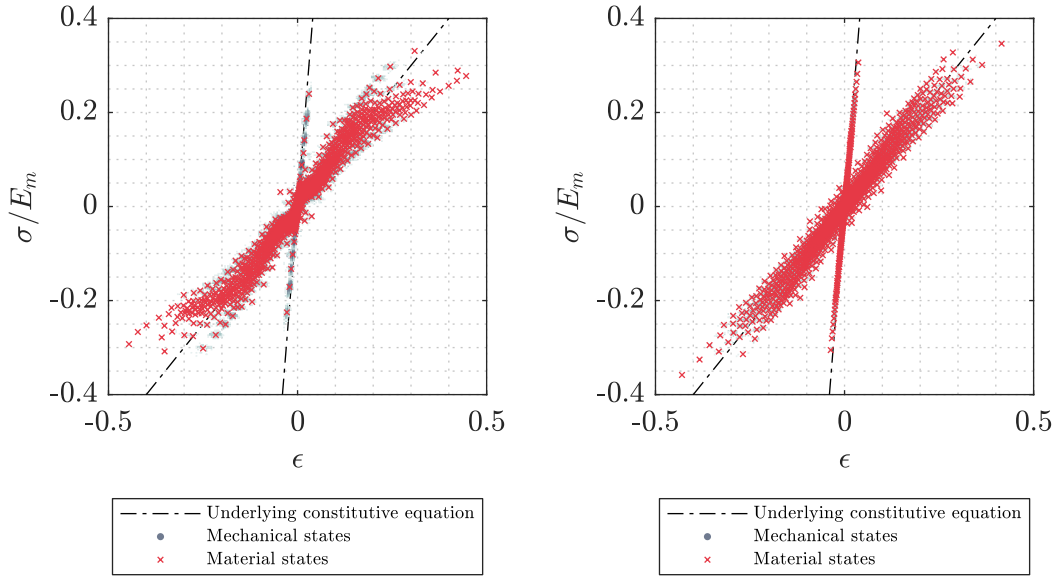 0.4
0.2
0
-0.2
-0.4
σ/E_m
-0.5
0
0.5
ϵ
Underlying constitutive equation
Mechanical states
Material states
0.4
0.2
0
-0.2
-0.4
σ/E_m
-0.5
0
0.5
ϵ
Underlying constitutive equation
Mechanical states
Material states